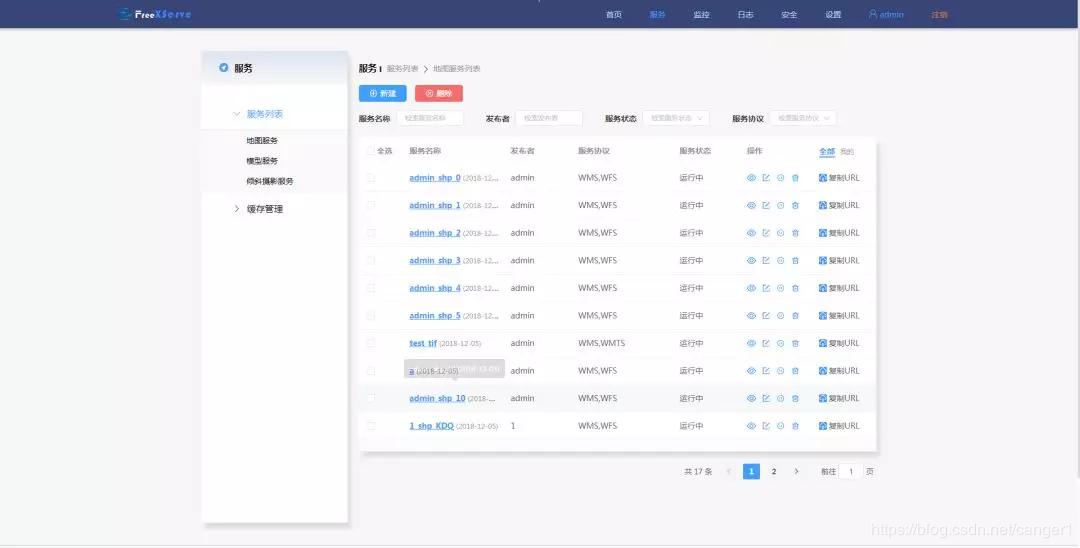 FreeXServe 首页 服务 监控 日志 安全 设置 admin 注销
服务
服务列表
地图服务
模型服务
倾斜摄影服务
缓存管理
服务 服务列表 > 地图服务列表
新建 删除
服务名称 检索服务名称 发布者 检索发布者 服务状态 检索服务状态 服务协议 检索服务协议
全选 服务名称 发布者 服务协议 服务状态 操作 全部 我的
admin_shp_0 (2018-12... admin WMS,WFS 运行中 复制URL
admin_shp_1 (2018-12... admin WMS,WFS 运行中 复制URL
admin_shp_2 (2018-12... admin WMS,WFS 运行中 复制URL
admin_shp_3 (2018-12... admin WMS,WFS 运行中 复制URL
admin_shp_4 (2018-12... admin WMS,WFS 运行中 复制URL
admin_shp_5 (2018-12... admin WMS,WFS 运行中 复制URL
test_tif (2018-12-05) admin WMS,WMTS 运行中 复制URL
a (2018-12-05) admin WMS,WFS 运行中 复制URL
admin_shp_10 (2018-... admin WMS,WFS 运行中 复制URL
1_shp_KDQ (2018-12-05) 1 WMS,WFS 运行中 复制URL
共 17 条 < 1 2 > 前往 1 页
https://blog.csdn.net/canger1